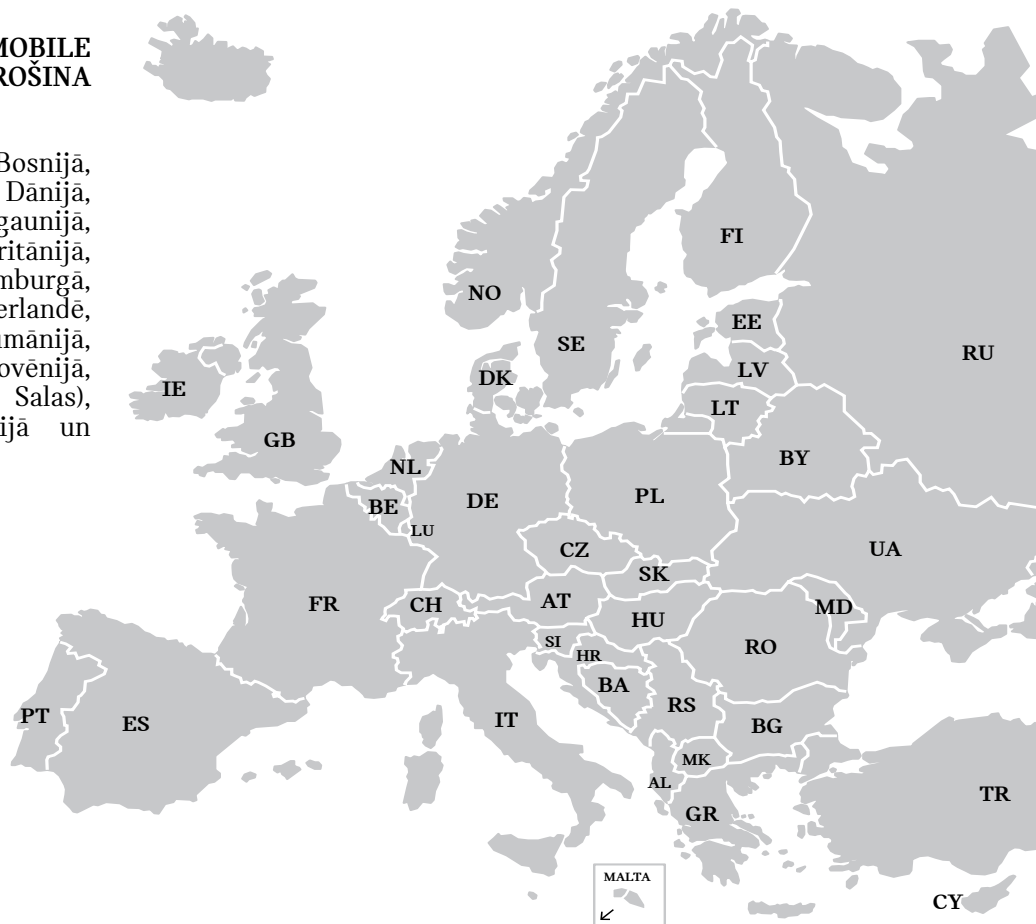 MOBILE
ROŠINA
Bosnijā,
Dānijā,
gaunijā,
ritānijā,
mburgā,
erlandē,
umānijā,
ovēnijā,
Salas),
ijā un
NO
SE
FI
RU
EE
LV
LT
DK
IE
GB
NL
BE
LU
DE
PL
BY
UA
CZ
SK
FR
CH
AT
HU
MD
RO
SI
HR
BA
RS
BG
PT
ES
IT
MK
AL
GR
TR
MALTA
CY